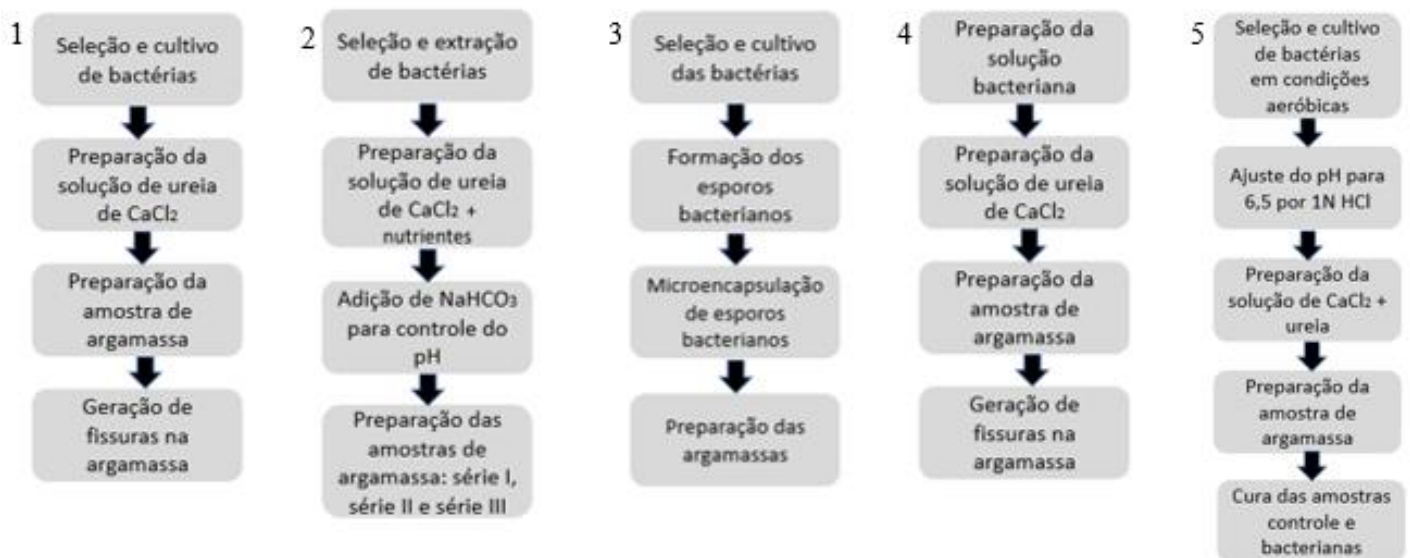 1
Seleção e cultivo
de bactérias
Preparação da
solução de ureia
de CaCl₂
Preparação da
amostra de
argamassa
Geração de
fissuras na
argamassa
2
Seleção e extração
de bactérias
Preparação da
solução de ureia
de CaCl₂ +
nutrientes
Adição de NaHCO₃
para controle do
pH
Preparação das
amostras de
argamassa: série I,
série II e série III
3
Seleção e cultivo
das bactérias
Formação dos
esporos
bacterianos
Microencapsulação
de esporos
bacterianos
Preparação das
argamassas
4
Preparação da
solução
bacteriana
Preparação da
solução de ureia
de CaCl₂
Preparação da
amostra de
argamassa
Geração de
fissuras na
argamassa
5
Seleção e cultivo
de bactérias
em condições
aeróbicas
Ajuste do pH para
6,5 por 1N HCl
Preparação da
solução de CaCl₂ +
ureia
Preparação da
amostra de
argamassa
Cura das amostras
controle e
bacterianas